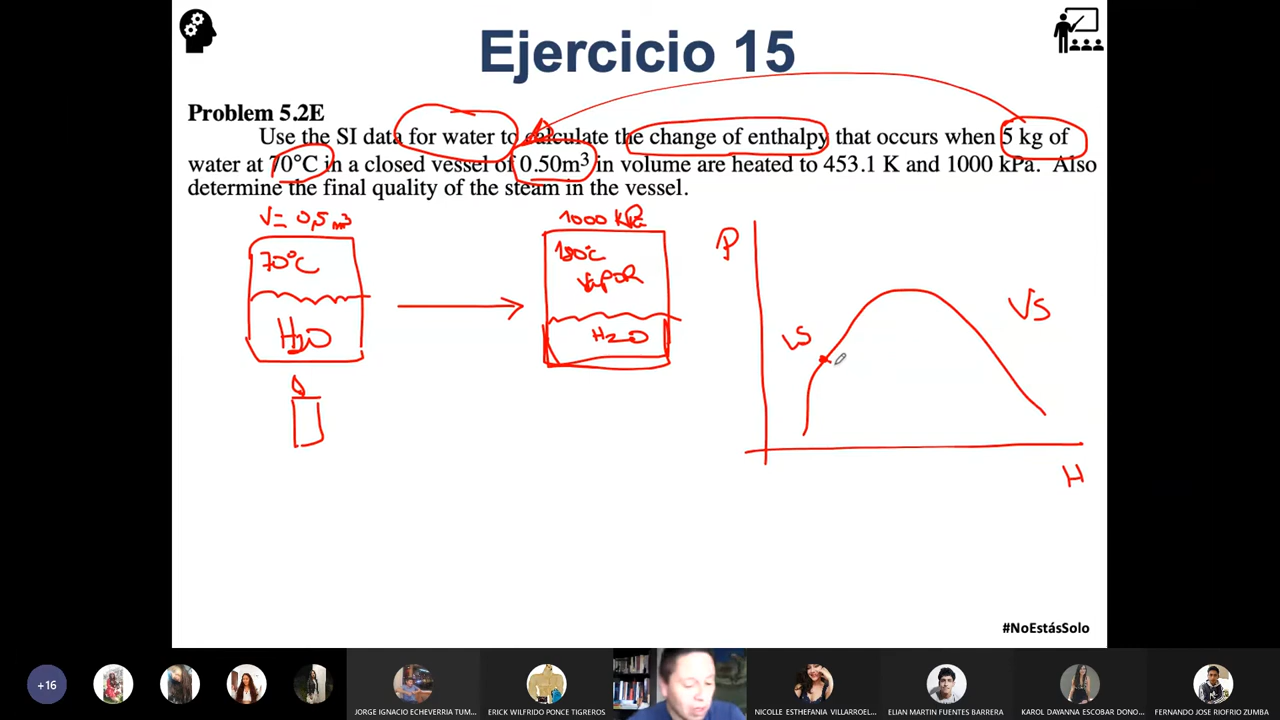 Ejercicio 15
Problem 5.2E
Use the SI data for water to calculate the change of enthalpy that occurs when 5 kg of
water at 70°C in a closed vessel of 0.50m³ in volume are heated to 453.1 K and 1000 kPa. Also
determine the final quality of the steam in the vessel.
V= 0,5 m3
70°C
H2O
1000 kPa
180°C
vapor
H2O
P
LS
VS
H
#NoEstásSolo
+16
JORGE IGNACIO ECHEVERRIA TUM...
ERICK WILFRIDO PONCE TIGREROS
NICOLLE ESTHEFANIA VILLARROEL...
ELIAN MARTIN FUENTES BARRERA
KAROL DAYANNA ESCOBAR DONO...
FERNANDO JOSE RIOFRIO ZUMBA